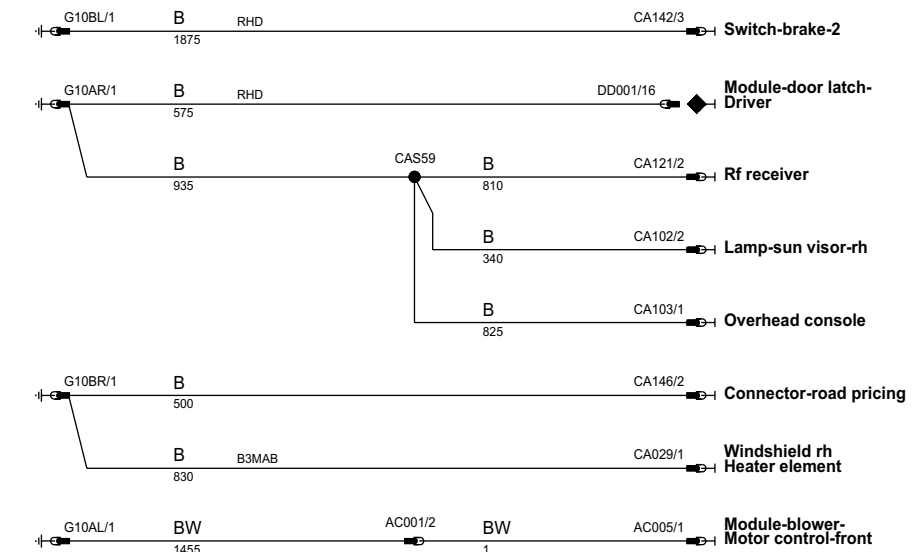 G10BL/1 B RHD CA142/3 Switch-brake-2
1875
G10AR/1 B RHD DD001/16 Module-door latch-
Driver
575
B CAS59 B CA121/2 Rf receiver
935 810
B CA102/2 Lamp-sun visor-rh
340
B CA103/1 Overhead console
825
G10BR/1 B CA146/2 Connector-road pricing
500
B B3MAB CA029/1 Windshield rh
Heater element
830
G10AL/1 BW AC001/2 BW AC005/1 Module-blower-
Motor control-front
1455 1